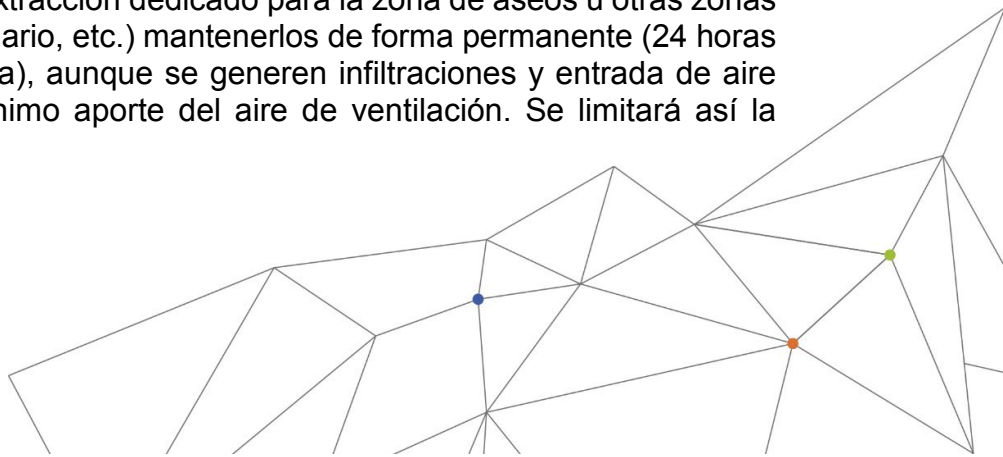 extracción dedicado para la zona de aseos u otras zonas
ario, etc.) mantenerlos de forma permanente (24 horas
a), aunque se generen infiltraciones y entrada de aire
nimo aporte del aire de ventilación. Se limitará así la